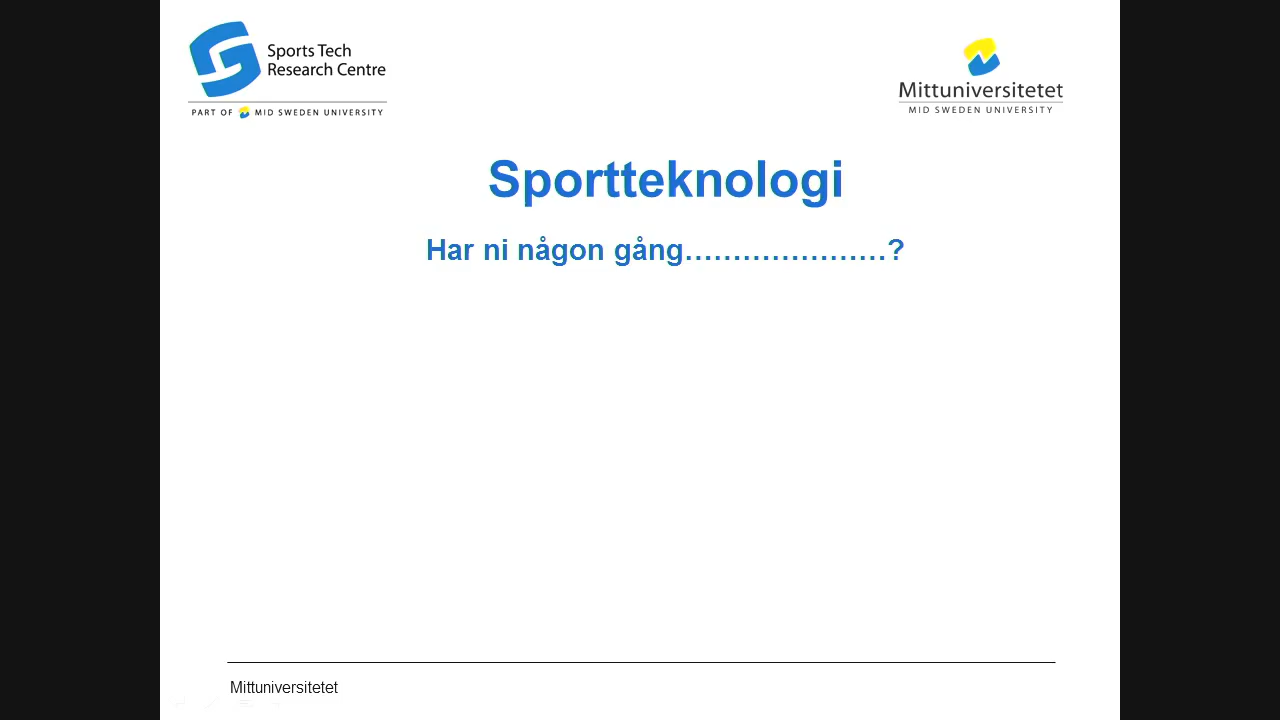 Sports Tech
Research Centre
PART OF MID SWEDEN UNIVERSITY
Mittuniversitetet
MID SWEDEN UNIVERSITY
Sportteknologi
Har ni någon gång.....................?
Mittuniversitetet